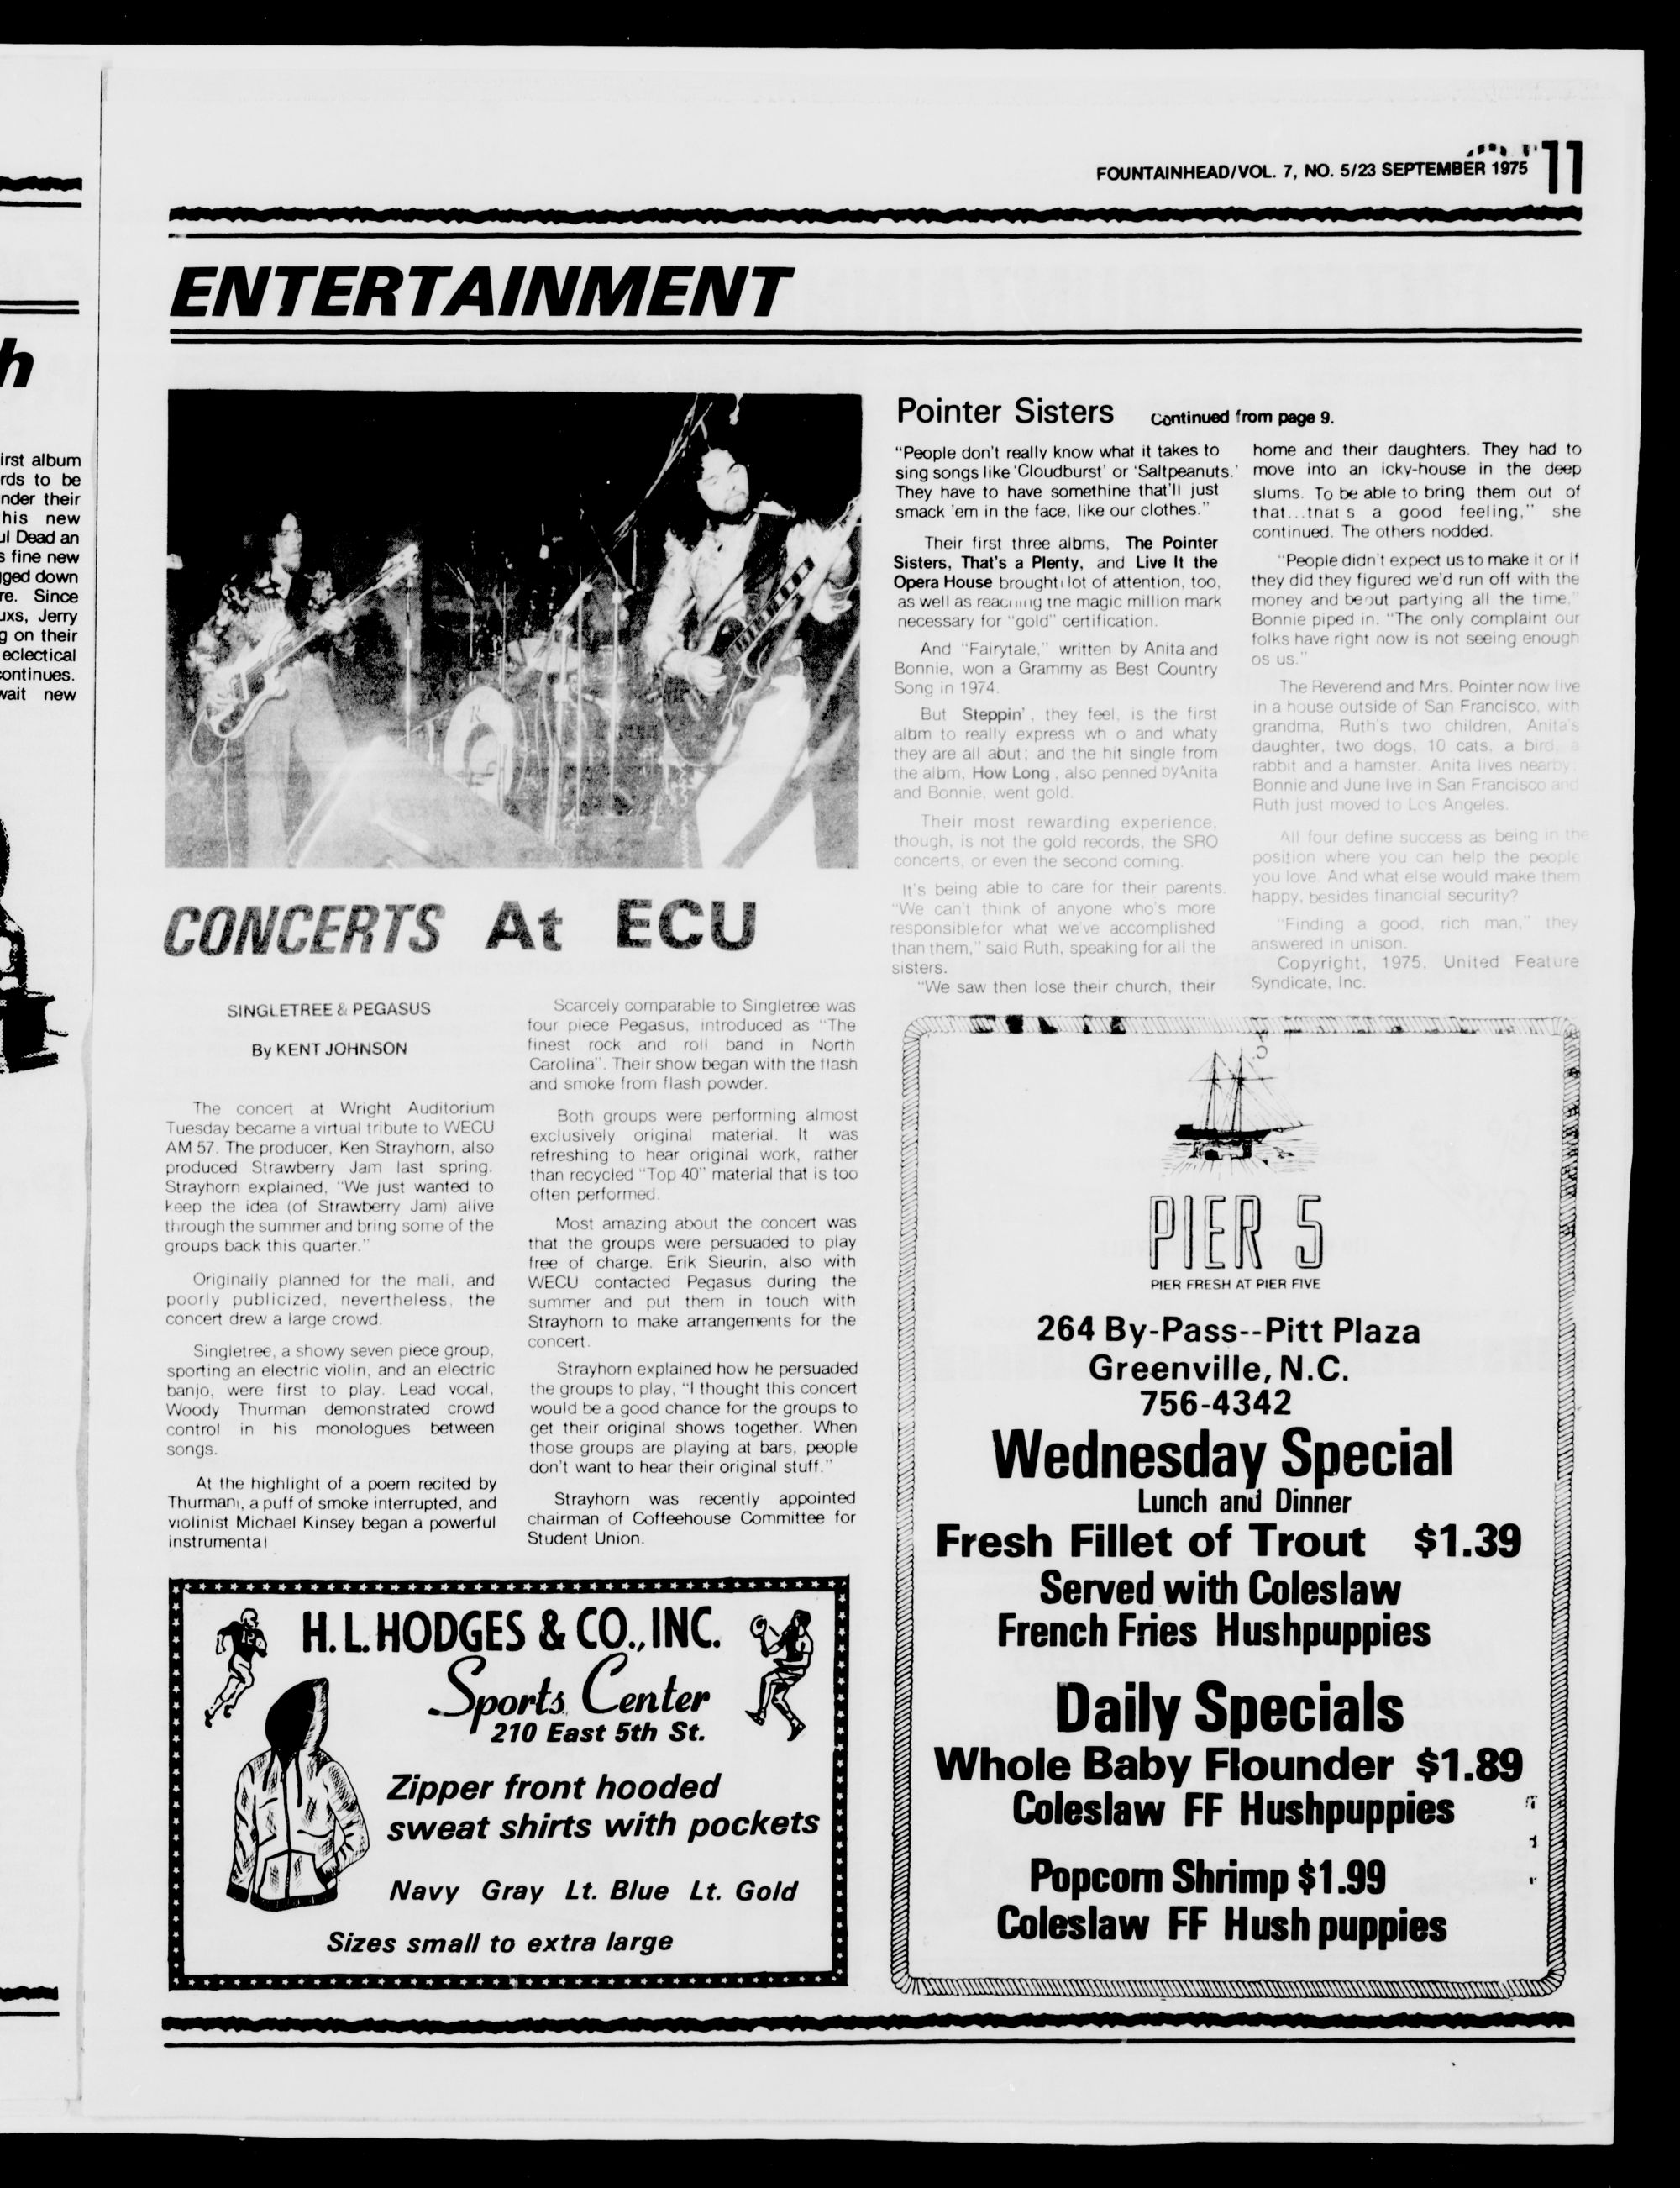 FOUNTAINHEAD/VOL. 7, NO. 5/23 SEPTEMBER 1975 11
ENTERTAINMENT
h
irst album
rds to be
nder their
his new
ul Dead an
s fine new
gged down
re. Since
uxs, Jerry
g on their
eclectical
continues.
wait new
CONCERTS At ECU
SINGLETREE & PEGASUS
By KENT JOHNSON
The concert at Wright Auditorium
Tuesday became a virtual tribute to WECU
AM 57. The producer, Ken Strayhorn, also
produced Strawberry Jam last spring.
Strayhorn explained, "We just wanted to
keep the idea (of Strawberry Jam) alive
through the summer and bring some of the
groups back this quarter."
Originally planned for the mall, and
poorly publicized, nevertheless, the
concert drew a large crowd.
Singletree, a showy seven piece group,
sporting an electric violin, and an electric
banjo, were first to play. Lead vocal,
Woody Thurman demonstrated crowd
control in his monologues between
songs.
At the highlight of a poem recited by
Thurman, a puff of smoke interrupted, and
violinist Michael Kinsey began a powerful
instrumental
Scarcely comparable to Singletree was
four piece Pegasus, introduced as "The
finest rock and roll band in North
Carolina". Their show began with the flash
and smoke from flash powder.
Both groups were performing almost
exclusively original material. It was
refreshing to hear original work, rather
than recycled "Top 40" material that is too
often performed.
Most amazing about the concert was
that the groups were persuaded to play
free of charge. Erik Sieurin, also with
WECU contacted Pegasus during the
summer and put them in touch with
Strayhorn to make arrangements for the
concert.
Strayhorn explained how he persuaded
the groups to play, "I thought this concert
would be a good chance for the groups to
get their original shows together. When
those groups are playing at bars, people
don't want to hear their original stuff."
Strayhorn was recently appointed
chairman of Coffeehouse Committee for
Student Union.
Pointer Sisters Continued from page 9.
"People don't really know what it takes to
sing songs like 'Cloudburst' or 'Saltpeanuts.'
They have to have somethine that'll just
smack 'em in the face, like our clothes."
Their first three albms, The Pointer
Sisters, That's a Plenty, and Live It the
Opera House brought lot of attention, too,
as well as reaching the magic million mark
necessary for "gold" certification.
And "Fairytale," written by Anita and
Bonnie, won a Grammy as Best Country
Song in 1974.
But Steppin', they feel, is the first
albm to really express wh o and whaty
they are all abut; and the hit single from
the albm, How Long , also penned by Anita
and Bonnie, went gold.
Their most rewarding experience,
though, is not the gold records, the SRO
concerts, or even the second coming.
It's being able to care for their parents.
"We can't think of anyone who's more
responsiblefor what we've accomplished
than them," said Ruth, speaking for all the
sisters.
"We saw then lose their church, their
home and their daughters. They had to
move into an icky-house in the deep
slums. To be able to bring them out of
that...that s a good feeling," she
continued. The others nodded.
"People didn't expect us to make it or if
they did they figured we'd run off with the
money and beout partying all the time,"
Bonnie piped in. "The only complaint our
folks have right now is not seeing enough
os us."
The Reverend and Mrs. Pointer now live
in a house outside of San Francisco, with
grandma, Ruth's two children, Anita's
daughter, two dogs, 10 cats, a bird, a
rabbit and a hamster. Anita lives nearby;
Bonnie and June live in San Francisco and
Ruth just moved to Los Angeles.
All four define success as being in the
position where you can help the people
you love. And what else would make them
happy, besides financial security?
"Finding a good, rich man," they
answered in unison.
Copyright, 1975, United Feature
Syndicate, Inc.
H. L. HODGES & CO., INC.
Sports Center
210 East 5th St.
Zipper front hooded
sweat shirts with pockets
Navy Gray Lt. Blue Lt. Gold
Sizes small to extra large
PIER 5
PIER FRESH AT PIER FIVE
264 By-Pass--Pitt Plaza
Greenville, N.C.
756-4342
Wednesday Special
Lunch and Dinner
Fresh Fillet of Trout $1.39
Served with Coleslaw
French Fries Hushpuppies
Daily Specials
Whole Baby Flounder $1.89
Coleslaw FF Hushpuppies
Popcorn Shrimp $1.99
Coleslaw FF Hush puppies